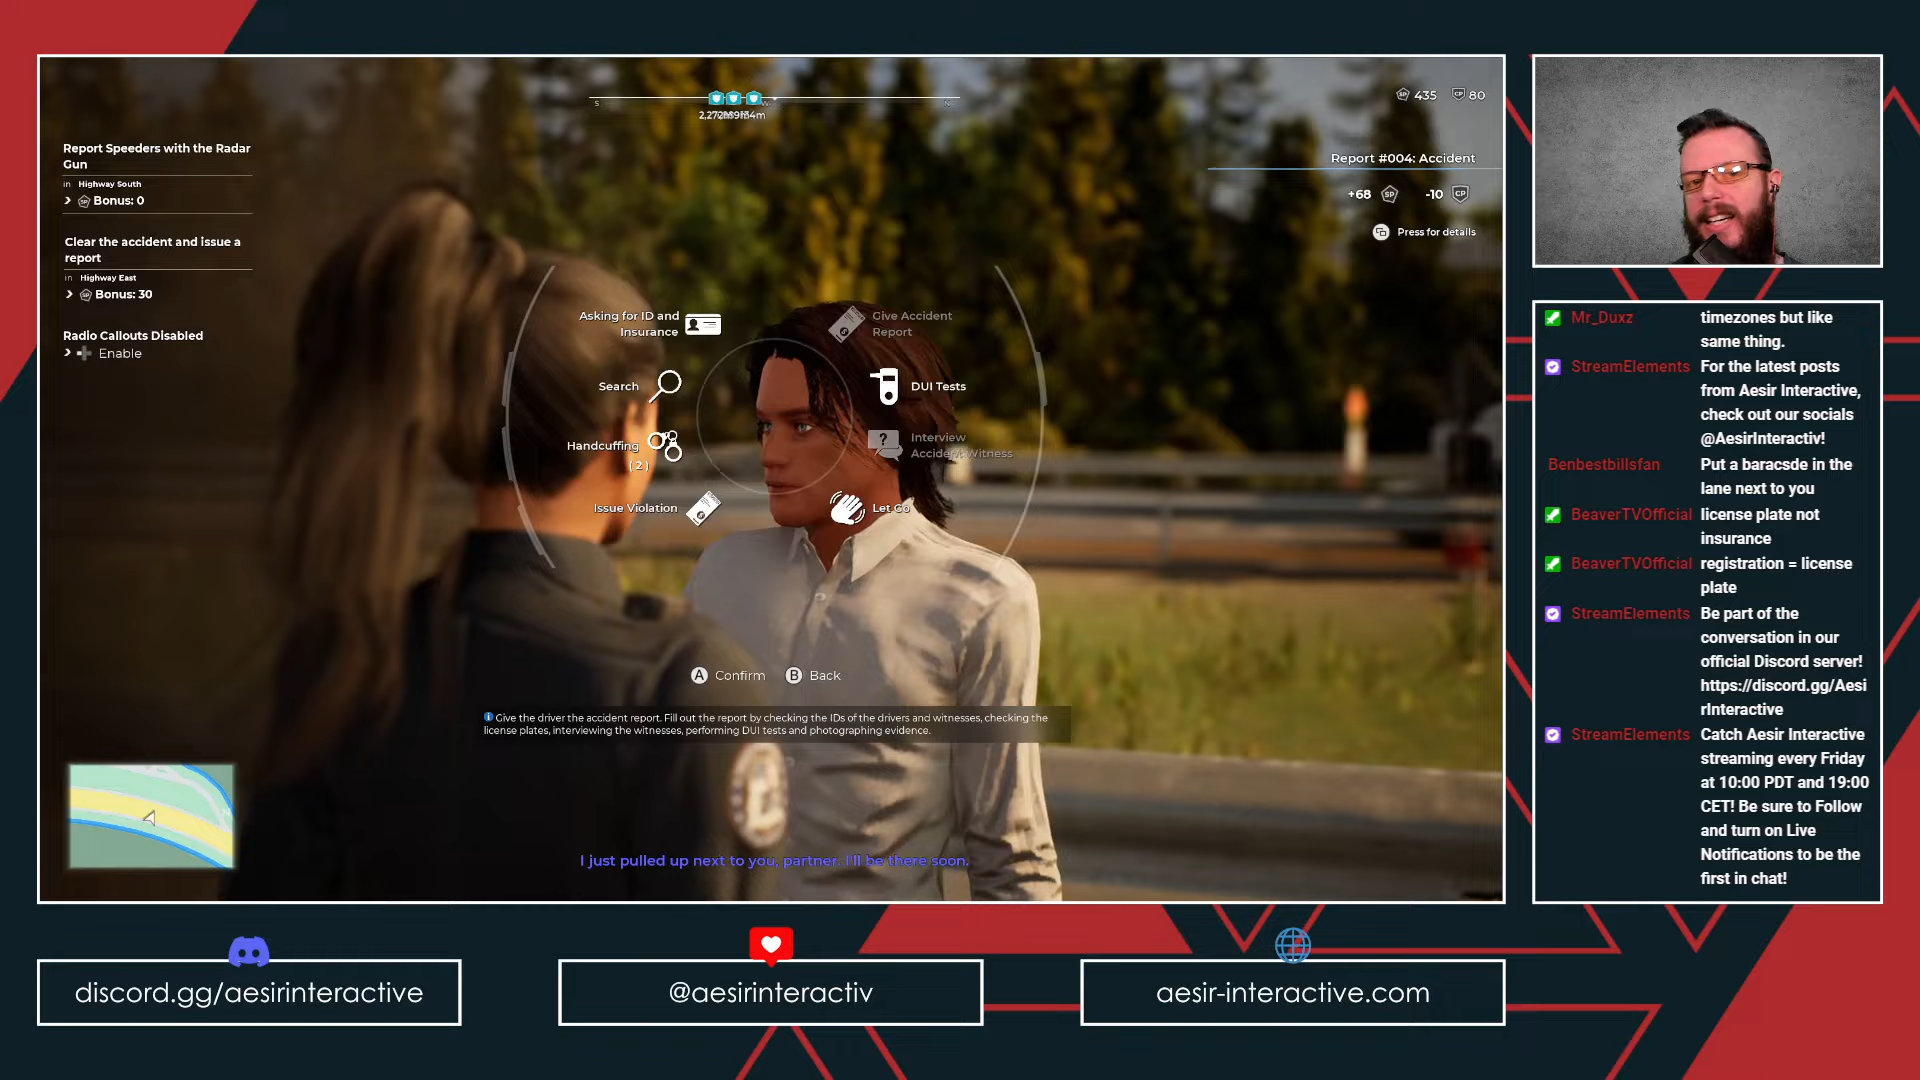 S
N
435
80
Report Speeders with the Radar
Gun
in Highway South
SP Bonus: 0
Clear the accident and issue a
report
in Highway East
SP Bonus: 30
Radio Callouts Disabled
Enable
Report #004: Accident
+68 SP -10 CP
Press for details
Asking for ID and
Insurance
Give Accident
Report
Search
DUI Tests
Handcuffing
( 2 )
Interview
Accident Witness
Issue Violation
Let Go
A Confirm B Back
Give the driver the accident report. Fill out the report by checking the IDs of the drivers and witnesses, checking the
license plates, interviewing the witnesses, performing DUI tests and photographing evidence.
I just pulled up next to you, partner. I'll be there soon.
Mr_Duxz timezones but like
same thing.
StreamElements For the latest posts
from Aesir Interactive,
check out our socials
@AesirInteractiv!
Benbestbillsfan Put a baracsde in the
lane next to you
BeaverTVOfficial license plate not
insurance
BeaverTVOfficial registration = license
plate
StreamElements Be part of the
conversation in our
official Discord server!
https://discord.gg/Aesi
rInteractive
StreamElements Catch Aesir Interactive
streaming every Friday
at 10:00 PDT and 19:00
CET! Be sure to Follow
and turn on Live
Notifications to be the
first in chat!
discord.gg/aesirinteractive
@aesirinteractiv
aesir-interactive.com